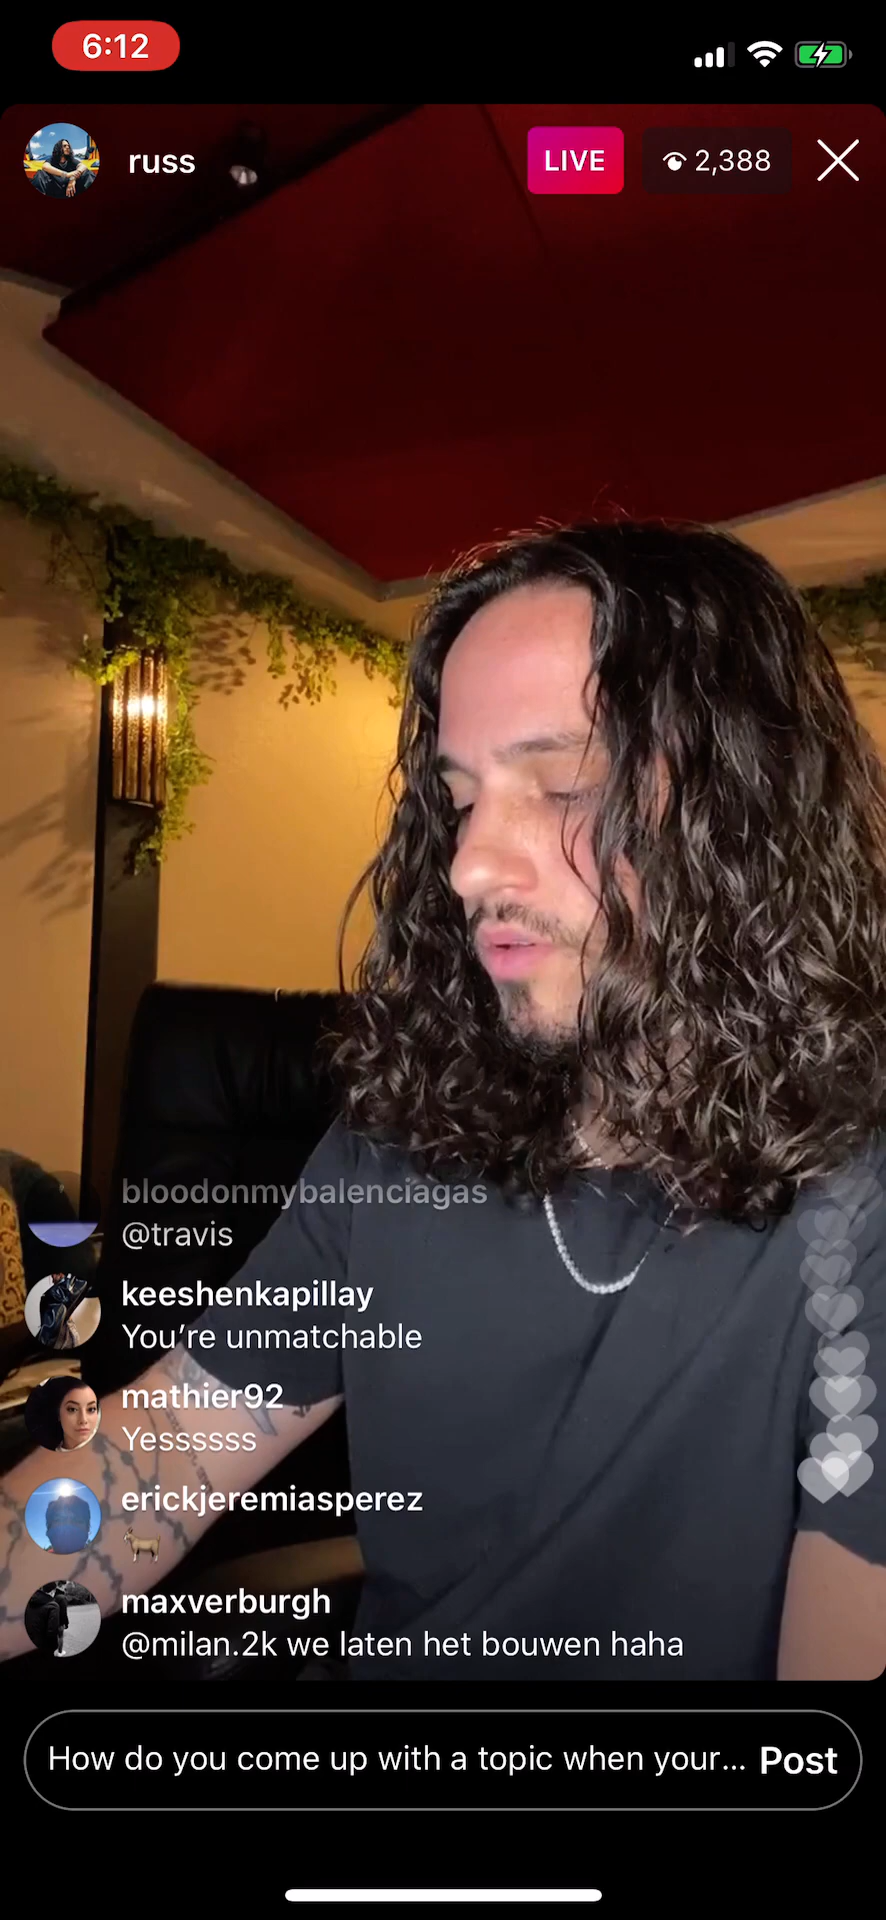 6:12
russ
LIVE
2,388
bloodonmybalenciagas
@travis
keeshenkapillay
You’re unmatchable
mathier92
Yessssss
erickjeremiasperez
🐐
maxverburgh
@milan.2k we laten het bouwen haha
How do you come up with a topic when your... Post